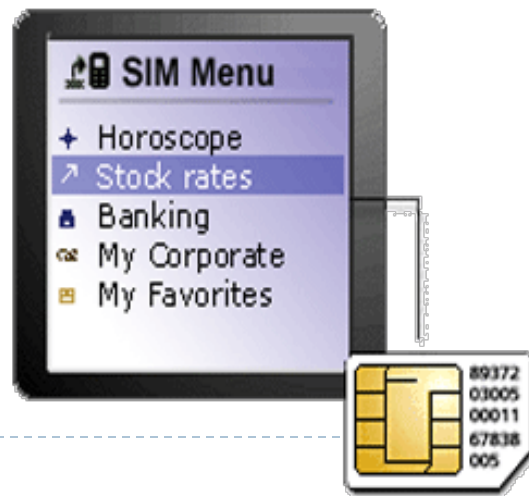 SIM Menu
Horoscope
Stock rates
Banking
My Corporate
My Favorites
89372
03005
00011
67838
005